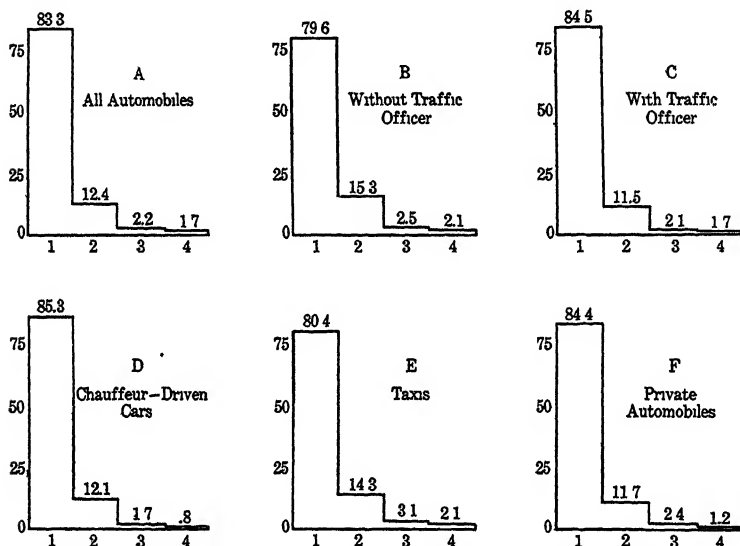 83 3
75
50
25
0
A
All Automobiles
12.4
2.2
1 7
1 2 3 4
79 6
75
50
25
0
B
Without Traffic
Officer
15 3
2.5
2.1
1 2 3 4
84 5
75
50
25
0
C
With Traffic
Officer
11.5
2 1
1 7
1 2 3 4
85.3
75
50
25
0
D
Chauffeur-Driven
Cars
12.1
1 7
.8
1 2 3 4
80 4
75
50
25
0
E
Taxis
14 3
3 1
2 1
1 2 3 4
84 4
75
50
25
0
F
Private
Automobiles
11 7
2 4
1.2
1 2 3 4